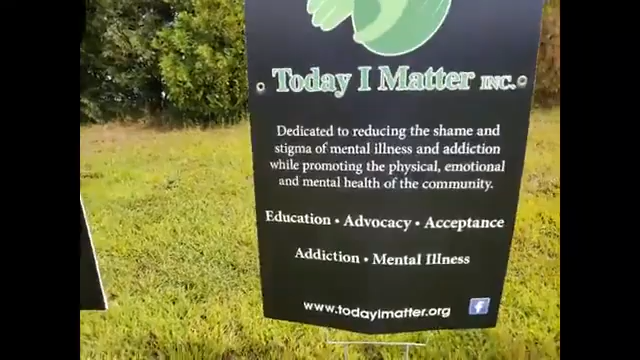 Today I Matter INC.
Dedicated to reducing the shame and
stigma of mental illness and addiction
while promoting the physical, emotional
and mental health of the community.
Education • Advocacy • Acceptance
Addiction • Mental Illness
www.todayimatter.org f